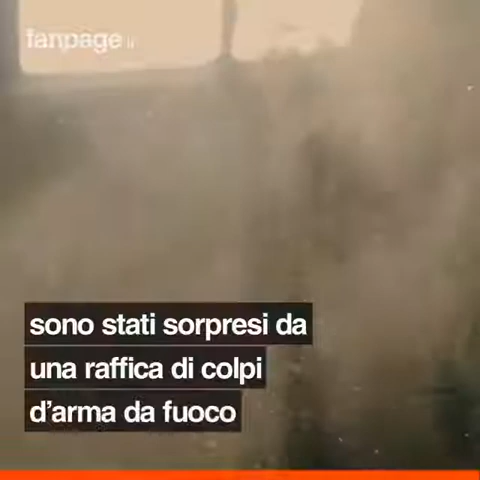 fanpage.it
sono stati sorpresi da
una raffica di colpi
d'arma da fuoco